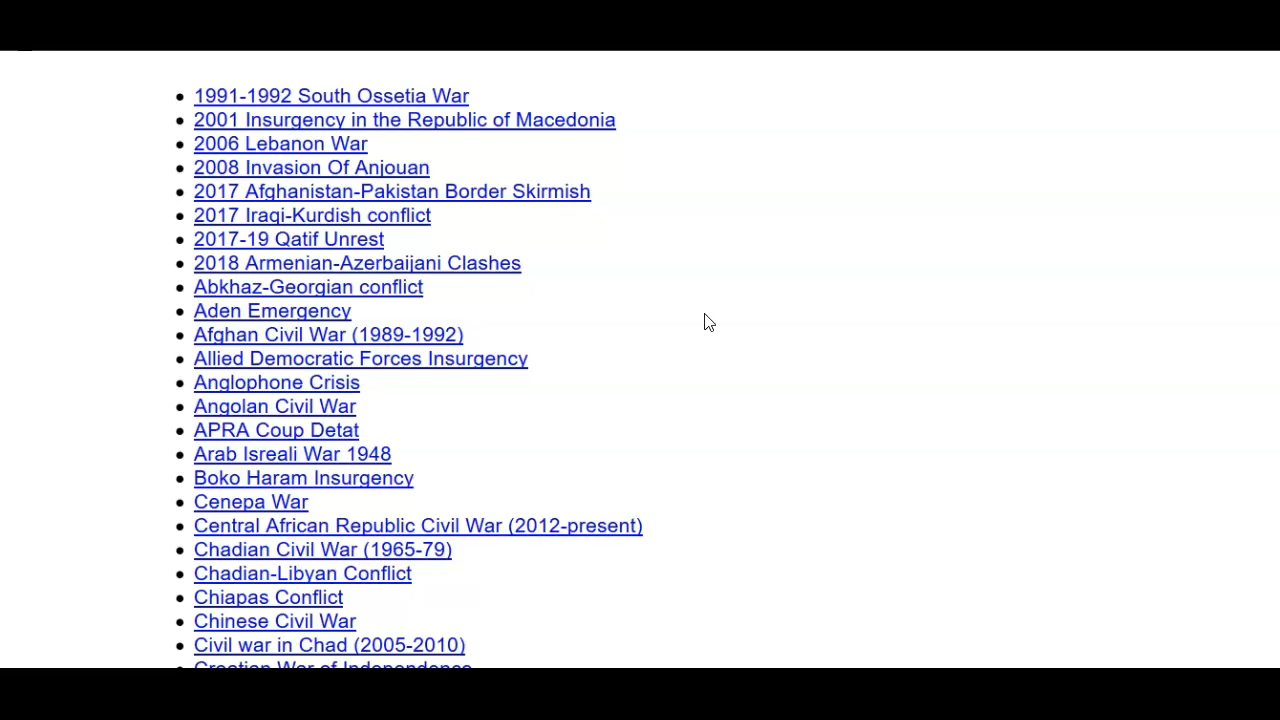 1991-1992 South Ossetia War
2001 Insurgency in the Republic of Macedonia
2006 Lebanon War
2008 Invasion Of Anjouan
2017 Afghanistan-Pakistan Border Skirmish
2017 Iraqi-Kurdish conflict
2017-19 Qatif Unrest
2018 Armenian-Azerbaijani Clashes
Abkhaz-Georgian conflict
Aden Emergency
Afghan Civil War (1989-1992)
Allied Democratic Forces Insurgency
Anglophone Crisis
Angolan Civil War
APRA Coup Detat
Arab Isreali War 1948
Boko Haram Insurgency
Cenepa War
Central African Republic Civil War (2012-present)
Chadian Civil War (1965-79)
Chadian-Libyan Conflict
Chiapas Conflict
Chinese Civil War
Civil war in Chad (2005-2010)
Croatian War of Independence